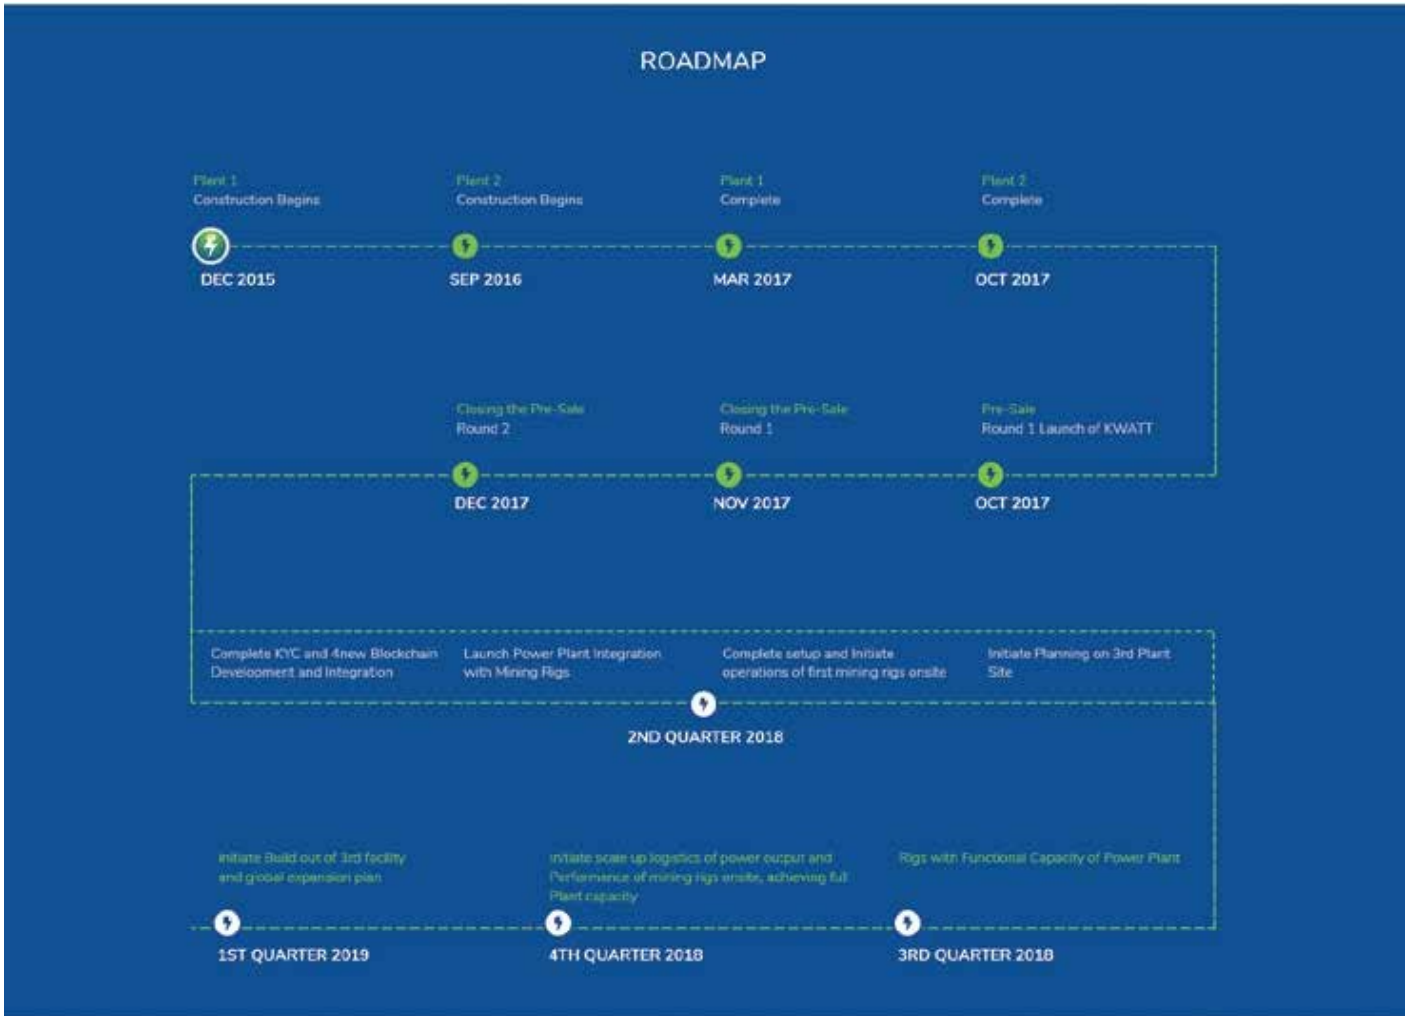 ROADMAP
Plant 1
Construction Begins
DEC 2015
Plant 2
Construction Begins
SEP 2016
Plant 1
Complete
MAR 2017
Plant 2
Complete
OCT 2017
Pre-Sale
Round 1 Launch of KWATT
OCT 2017
Closing the Pre-Sale
Round 1
NOV 2017
Closing the Pre-Sale
Round 2
DEC 2017
Complete KYC and 4new Blockchain
Development and Integration
Launch Power Plant Integration
with Mining Rigs
Complete setup and Initiate
operations of first mining rigs onsite
Initiate Planning on 3rd Plant
Site
2ND QUARTER 2018
Rigs with Functional Capacity of Power Plant
3RD QUARTER 2018
Initiate scale up logistics of power output and
Performance of mining rigs onsite, achieving full
Plant capacity
4TH QUARTER 2018
Initiate Build out of 3rd facility
and global expansion plan
1ST QUARTER 2019